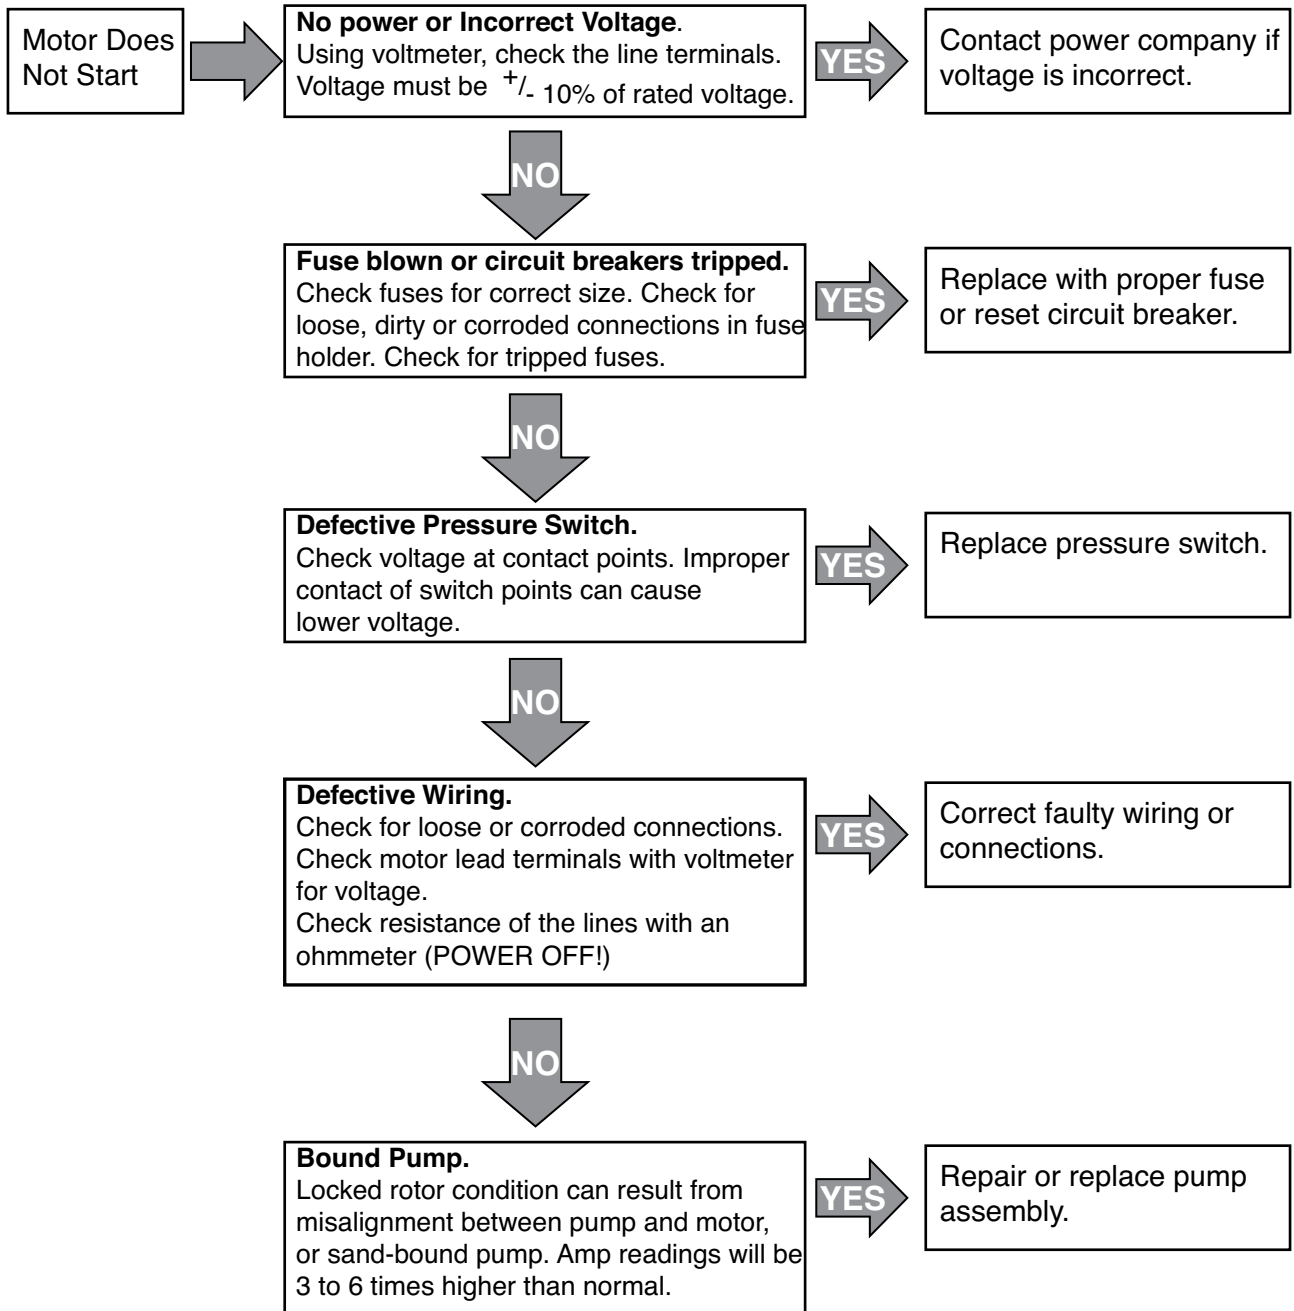 Motor Does
Not Start
No power or Incorrect Voltage.
Using voltmeter, check the line terminals.
Voltage must be +/- 10% of rated voltage.
YES
Contact power company if
voltage is incorrect.
NO
Fuse blown or circuit breakers tripped.
Check fuses for correct size. Check for
loose, dirty or corroded connections in fuse
holder. Check for tripped fuses.
YES
Replace with proper fuse
or reset circuit breaker.
NO
Defective Pressure Switch.
Check voltage at contact points. Improper
contact of switch points can cause
lower voltage.
YES
Replace pressure switch.
NO
Defective Wiring.
Check for loose or corroded connections.
Check motor lead terminals with voltmeter
for voltage.
Check resistance of the lines with an
ohmmeter (POWER OFF!)
YES
Correct faulty wiring or
connections.
NO
Bound Pump.
Locked rotor condition can result from
misalignment between pump and motor,
or sand-bound pump. Amp readings will be
3 to 6 times higher than normal.
YES
Repair or replace pump
assembly.